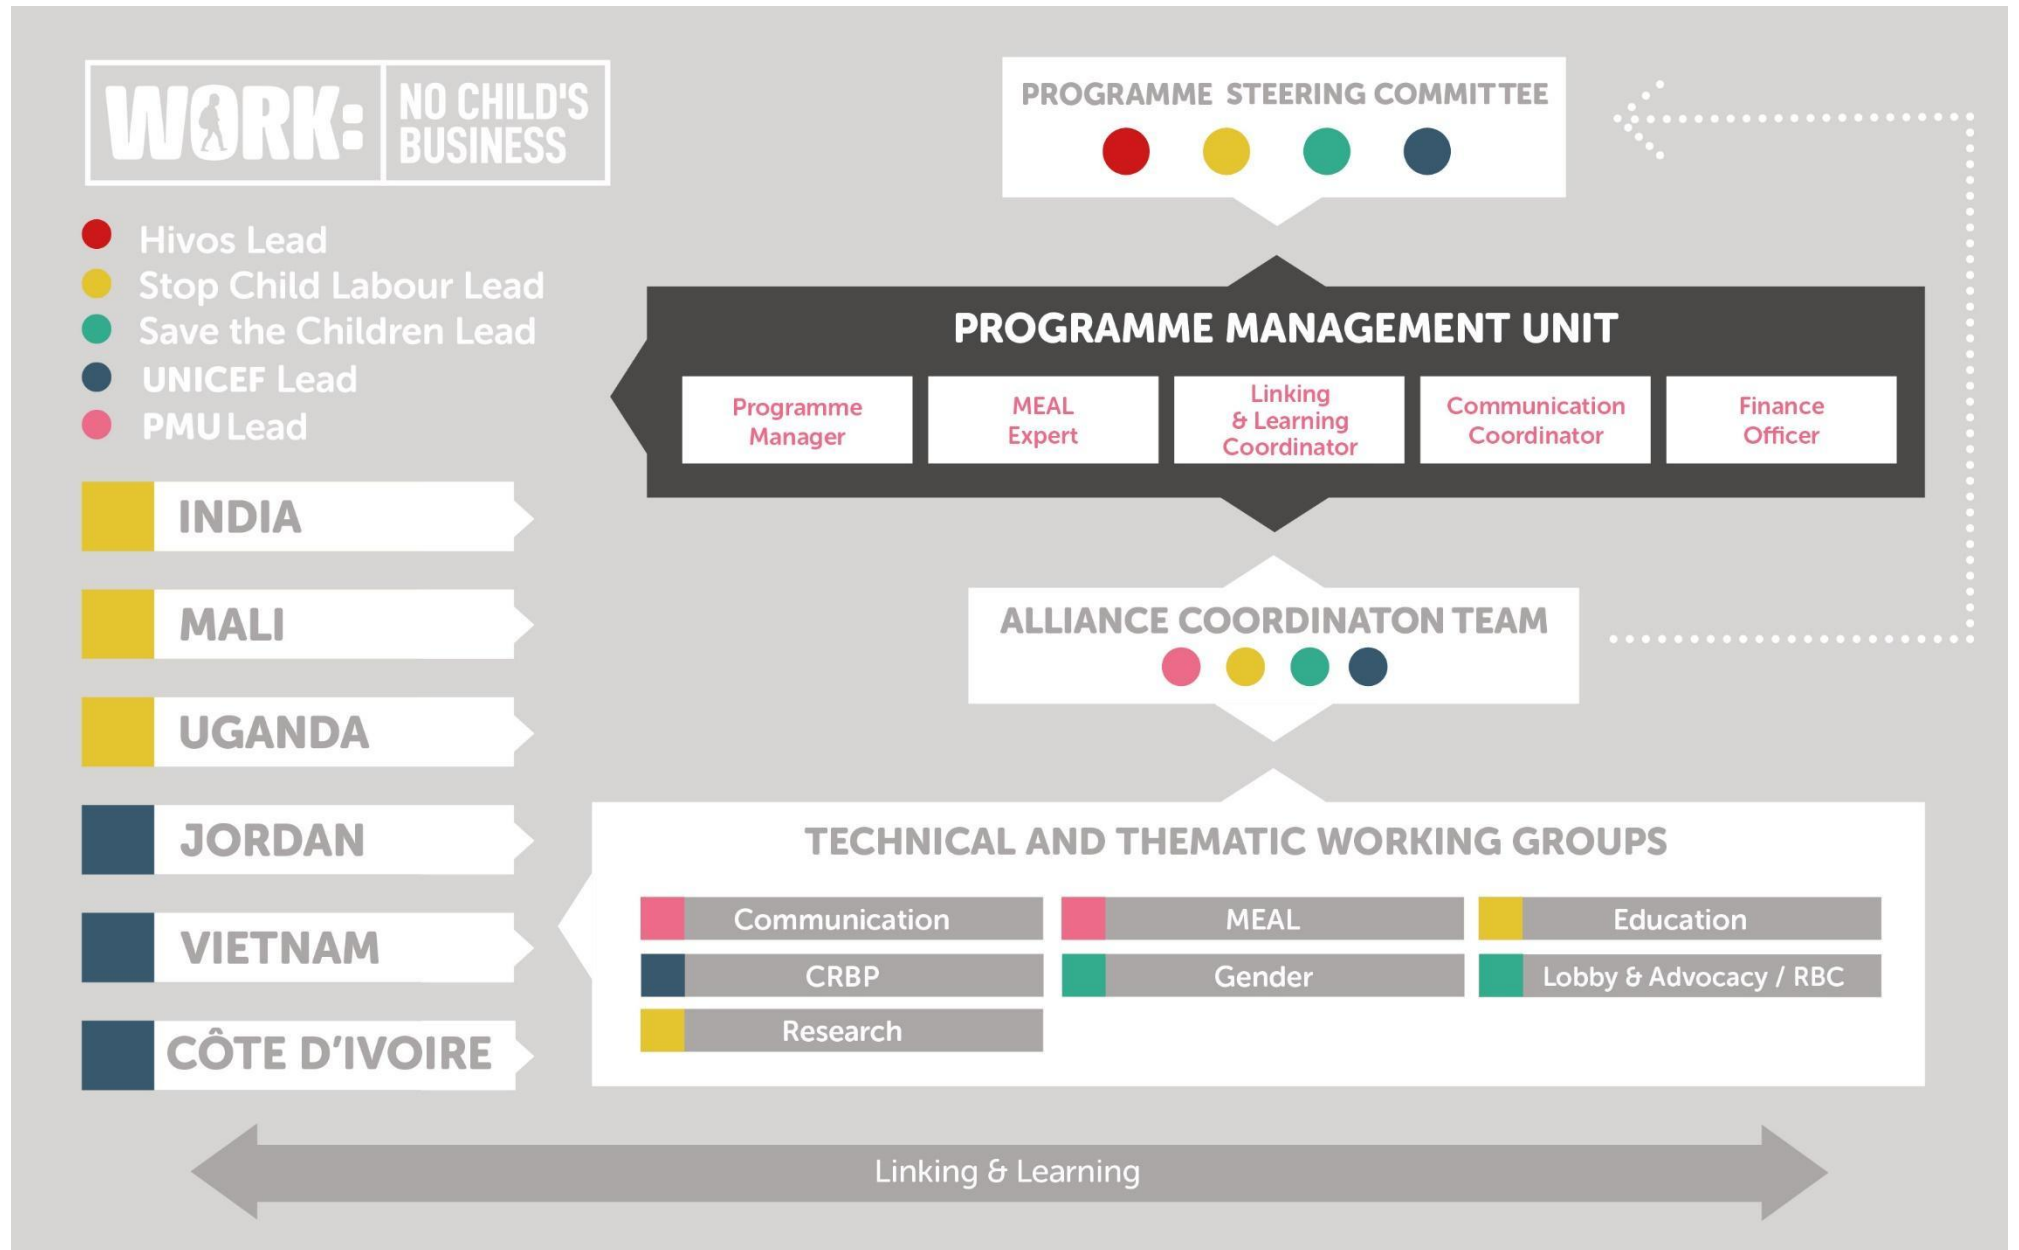 WORK: NO CHILD'S
BUSINESS
Hivos Lead
Stop Child Labour Lead
Save the Children Lead
UNICEF Lead
PMU Lead
INDIA
MALI
UGANDA
JORDAN
VIETNAM
CÔTE D'IVOIRE
PROGRAMME STEERING COMMITTEE
PROGRAMME MANAGEMENT UNIT
Programme
Manager
MEAL
Expert
Linking
& Learning
Coordinator
Communication
Coordinator
Finance
Officer
ALLIANCE COORDINATON TEAM
TECHNICAL AND THEMATIC WORKING GROUPS
Communication
MEAL
Education
CRBP
Gender
Lobby & Advocacy / RBC
Research
Linking & Learning